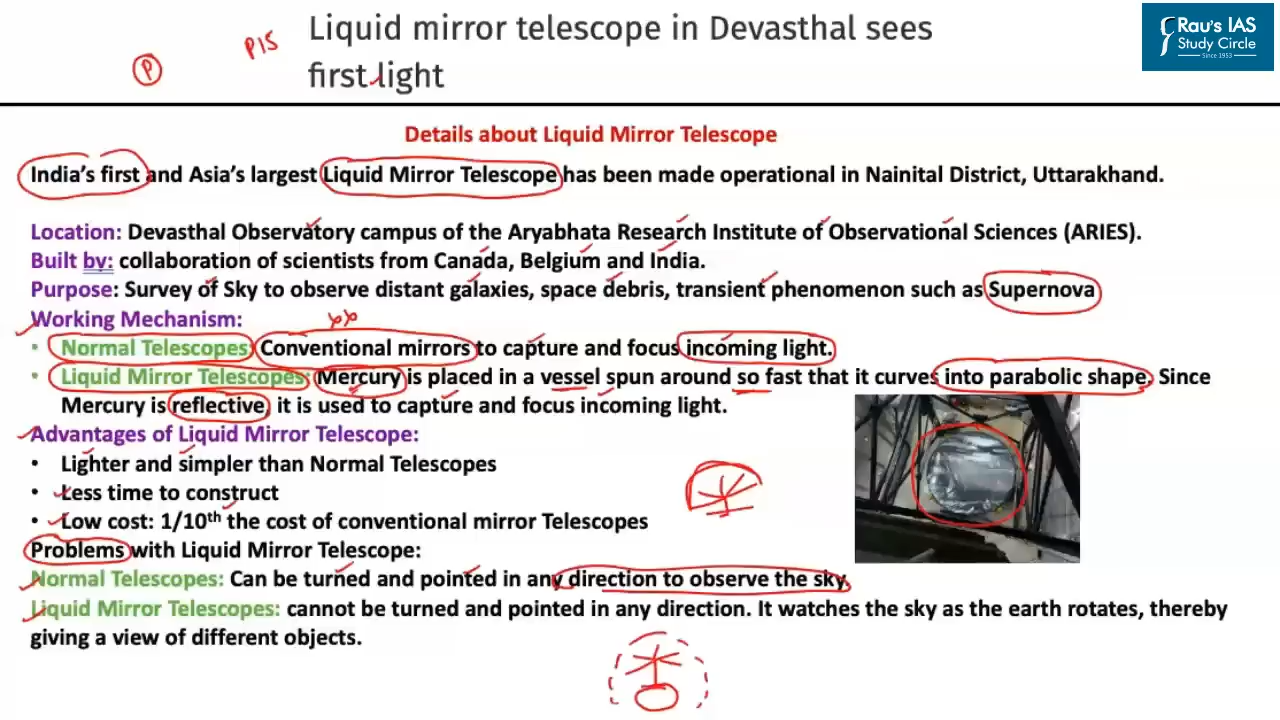 Liquid mirror telescope in Devasthal sees
first light
P15
P
Rau's IAS
Study Circle
Since 1953
Details about Liquid Mirror Telescope
India's first and Asia's largest Liquid Mirror Telescope has been made operational in Nainital District, Uttarakhand.
Location: Devasthal Observatory campus of the Aryabhata Research Institute of Observational Sciences (ARIES).
Built by: collaboration of scientists from Canada, Belgium and India.
Purpose: Survey of Sky to observe distant galaxies, space debris, transient phenomenon such as Supernova
Working Mechanism:
• Normal Telescopes: Conventional mirrors to capture and focus incoming light.
• Liquid Mirror Telescopes: Mercury is placed in a vessel spun around so fast that it curves into parabolic shape. Since
Mercury is reflective, it is used to capture and focus incoming light.
Advantages of Liquid Mirror Telescope:
• Lighter and simpler than Normal Telescopes
• Less time to construct
• Low cost: 1/10th the cost of conventional mirror Telescopes
Problems with Liquid Mirror Telescope:
Normal Telescopes: Can be turned and pointed in any direction to observe the sky.
Liquid Mirror Telescopes: cannot be turned and pointed in any direction. It watches the sky as the earth rotates, thereby
giving a view of different objects.